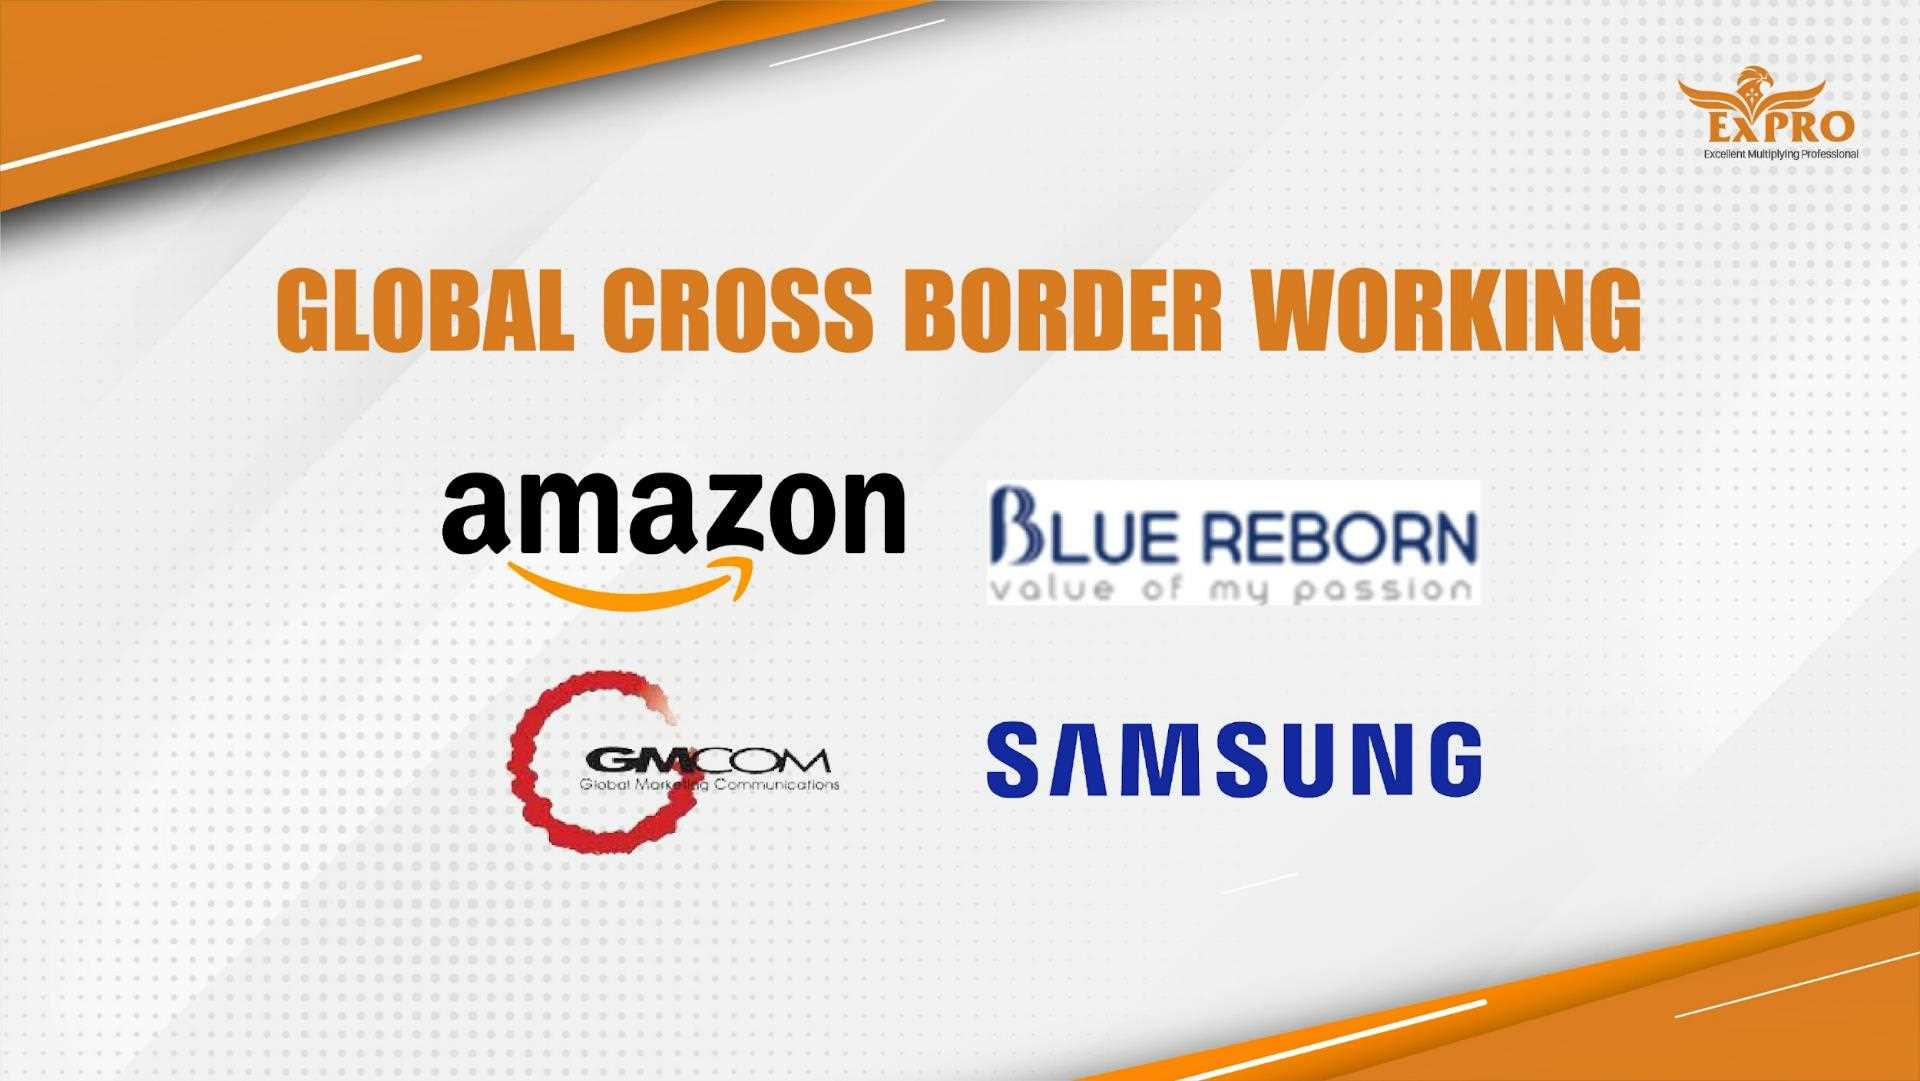 EXPRO
Excellent Multiplying Professional
GLOBAL CROSS BORDER WORKING
amazon
BLUE REBORN
value of my passion
GMCOM
Global Marketing Communications
SAMSUNG